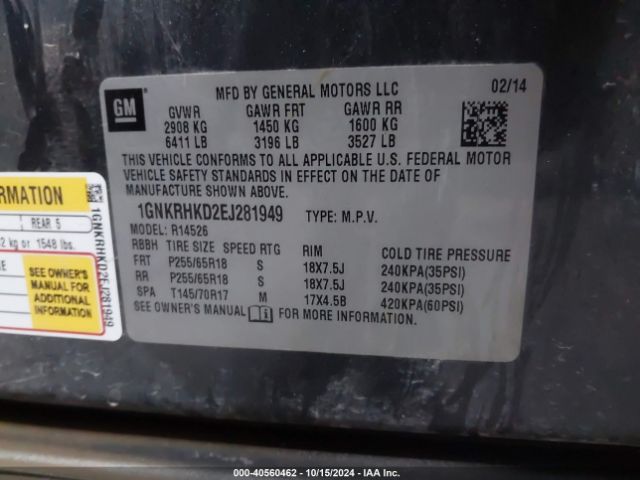 GM
MFD BY GENERAL MOTORS LLC 02/14
GVWR GAWR FRT GAWR RR
2908 KG 1450 KG 1600 KG
6411 LB 3196 LB 3527 LB
THIS VEHICLE CONFORMS TO ALL APPLICABLE U.S. FEDERAL MOTOR
VEHICLE SAFETY STANDARDS IN EFFECT ON THE DATE OF
MANUFACTURE SHOWN ABOVE.
1GNKRHKD2EJ281949 TYPE: M.P.V.
MODEL: R14526
RBBH TIRE SIZE SPEED RTG RIM COLD TIRE PRESSURE
FRT P255/65R18 S 18X7.5J 240KPA(35PSI)
RR P255/65R18 S 18X7.5J 240KPA(35PSI)
SPA T145/70R17 M 17X4.5B 420KPA(60PSI)
SEE OWNER'S MANUAL FOR MORE INFORMATION.
REAR 5
kg or 1548 lbs.
SEE OWNER'S
MANUAL FOR
ADDITIONAL
INFORMATION
1GNKRHKD2EJ281949
000-40560462 - 10/15/2024 - IAA Inc.